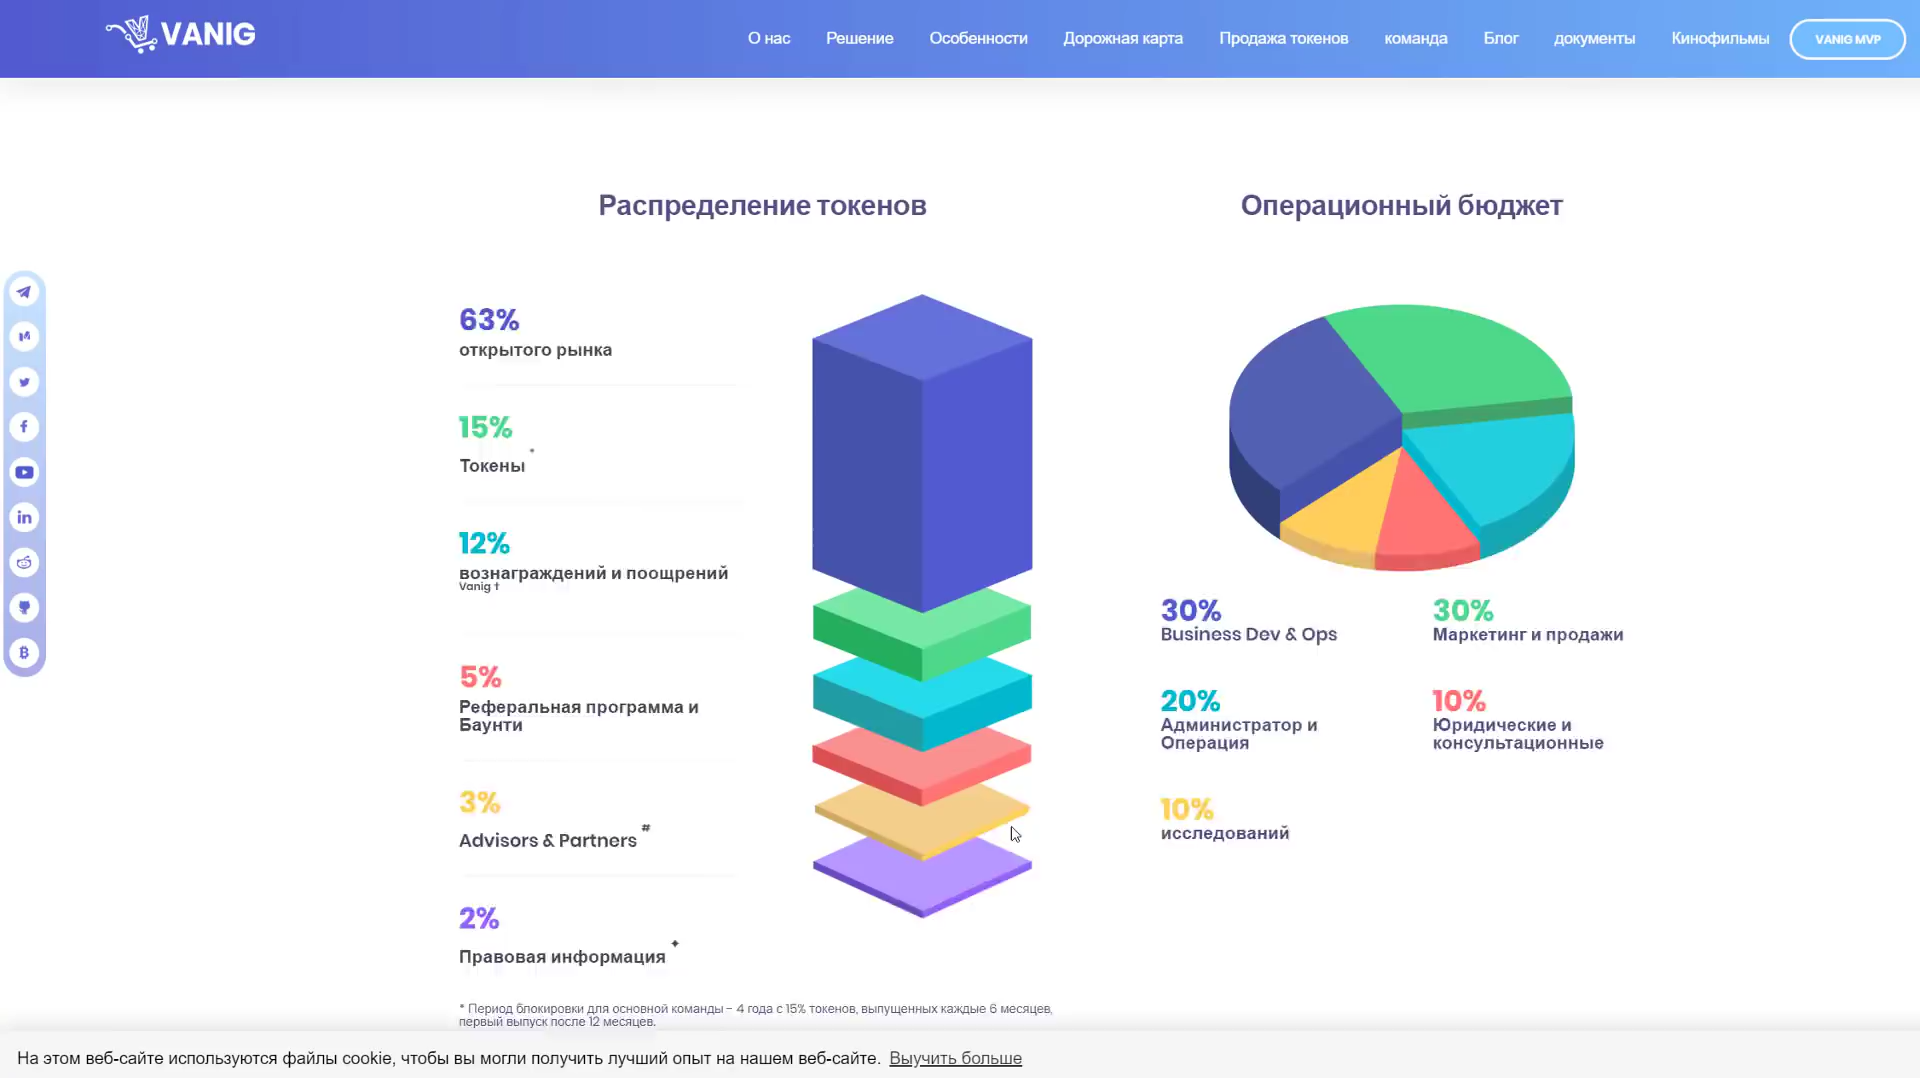 VANIG
О нас
Решение
Особенности
Дорожная карта
Продажа токенов
команда
Блог
документы
Кинофильмы
VANIG MVP
Распределение токенов
63%
открытого рынка
15%
Токены *
12%
вознаграждений и поощрений
Vanig †
5%
Реферальная программа и
Баунти
3%
Advisors & Partners #
2%
Правовая информация ✦
* Период блокировки для основной команды – 4 года с 15% токенов, выпущенных каждые 6 месяцев,
первый выпуск после 12 месяцев.
Операционный бюджет
30%
Business Dev & Ops
30%
Маркетинг и продажи
20%
Администратор и
Операция
10%
Юридические и
консультационные
10%
исследований
На этом веб-сайте используются файлы cookie, чтобы вы могли получить лучший опыт на нашем веб-сайте. Выучить больше